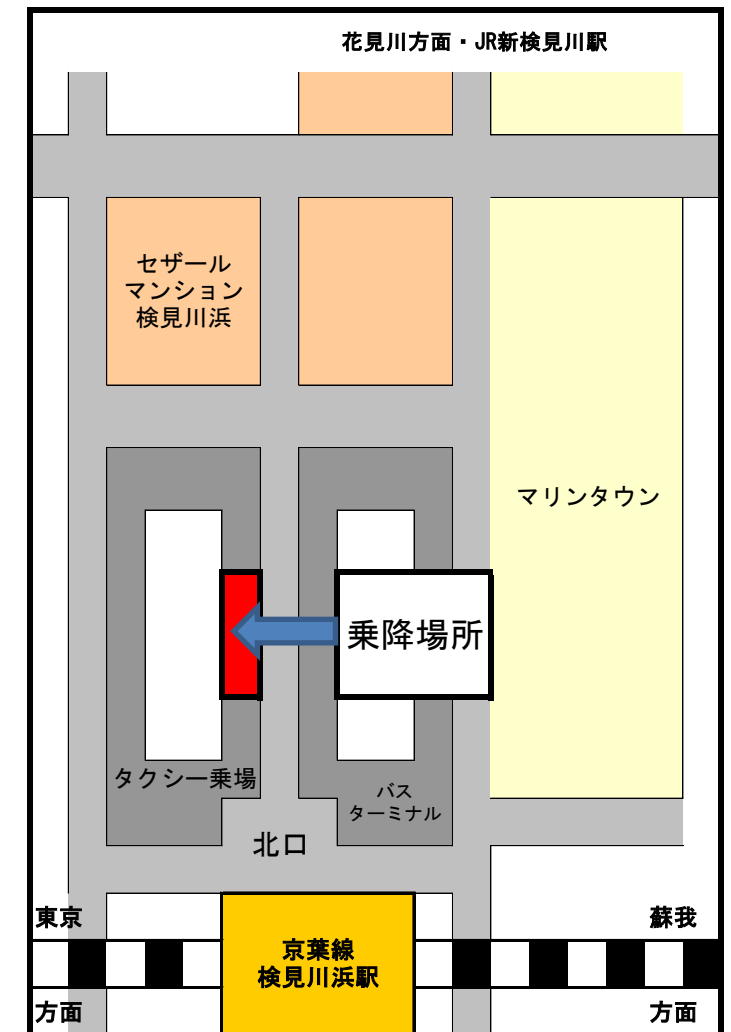 花見川方面・JR新検見川駅
セザール
マンション
検見川浜
マリンタウン
乗降場所
タクシー乗場
バス
ターミナル
北口
東京
蘇我
京葉線
検見川浜駅
方面
方面